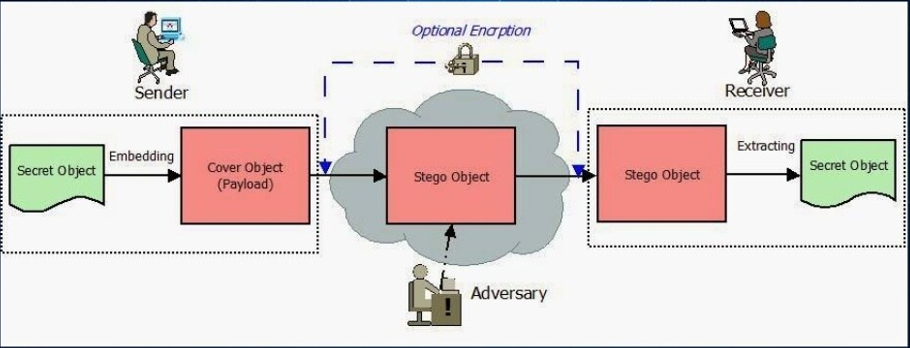 Optional Encrption
Sender
Receiver
Secret Object
Embedding
Cover Object
(Payload)
Stego Object
Stego Object
Extracting
Secret Object
Adversary
!